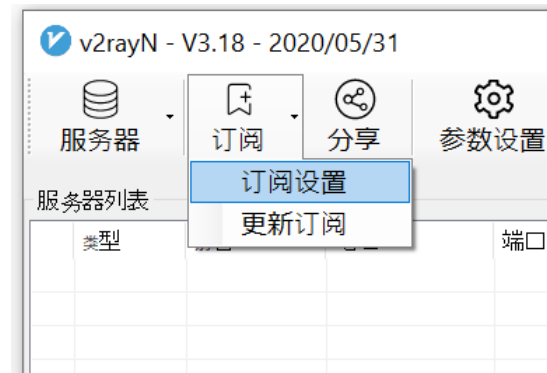 v2rayN - V3.18 - 2020/05/31
服务器 订阅 分享 参数设置
订阅设置
更新订阅
服务器列表
类型 端口